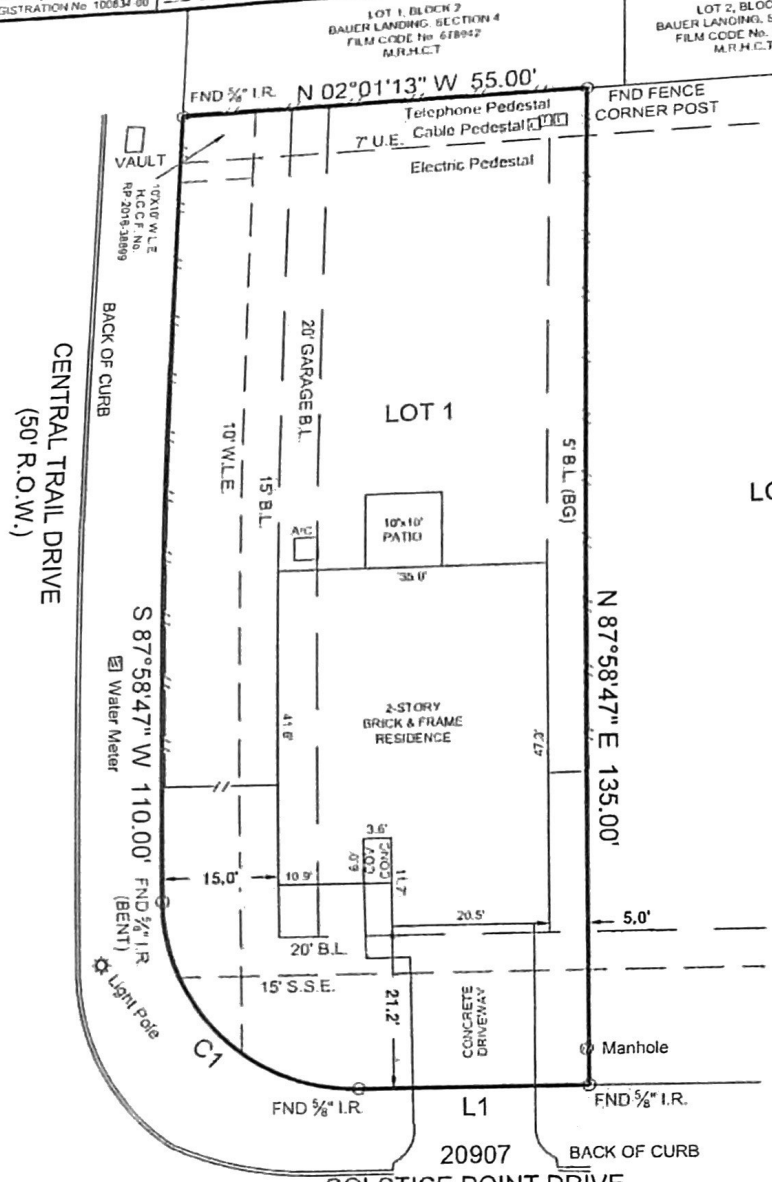 GISTRATION No 100834-00
LOT 1, BLOCK 2
BAUER LANDING, SECTION 4
FILM CODE No. 678942
M.R.H.C.T
LOT 2, BLOC
BAUER LANDING, S
FILM CODE No.
M.R.H.C.T
FND 5/8" I.R.
N 02°01'13" W 55.00'
FND FENCE
CORNER POST
Telephone Pedestal
Cable Pedestal
7' U.E.
Electric Pedestal
VAULT
10'X10' W.L.E
H.C.C.F. No.
RP-2016-38899
BACK OF CURB
CENTRAL TRAIL DRIVE
(50' R.O.W.)
20' GARAGE B.L.
10' W.L.E.
15' B.L.
LOT 1
5' B.L. (BG)
LO
A/C
10'x10'
PATIO
35.0'
S 87°58'47" W 110.00'
N 87°58'47" E 135.00'
Water Meter
41.6'
2-STORY
BRICK & FRAME
RESIDENCE
3.6'
CONC
COV
11.7'
15.0'
10.9'
FND 5/8" I.R.
(BENT)
20.5'
5.0'
20' B.L.
15' S.S.E.
21.2'
CONCRETE
DRIVEWAY
Light Pole
C1
Manhole
FND 5/8" I.R.
L1
FND 5/8" I.R.
20907
BACK OF CURB
SOLSTICE POINT DRIVE